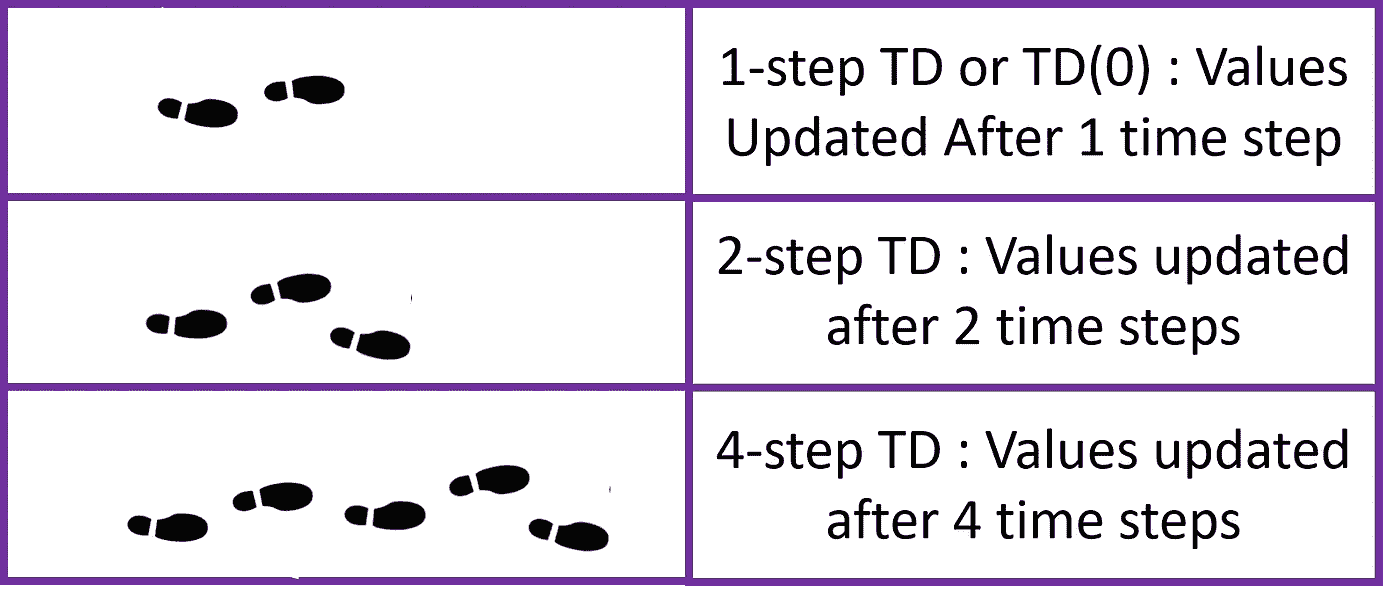 1-step TD or TD(0) : Values
Updated After 1 time step
2-step TD : Values updated
after 2 time steps
4-step TD : Values updated
after 4 time steps